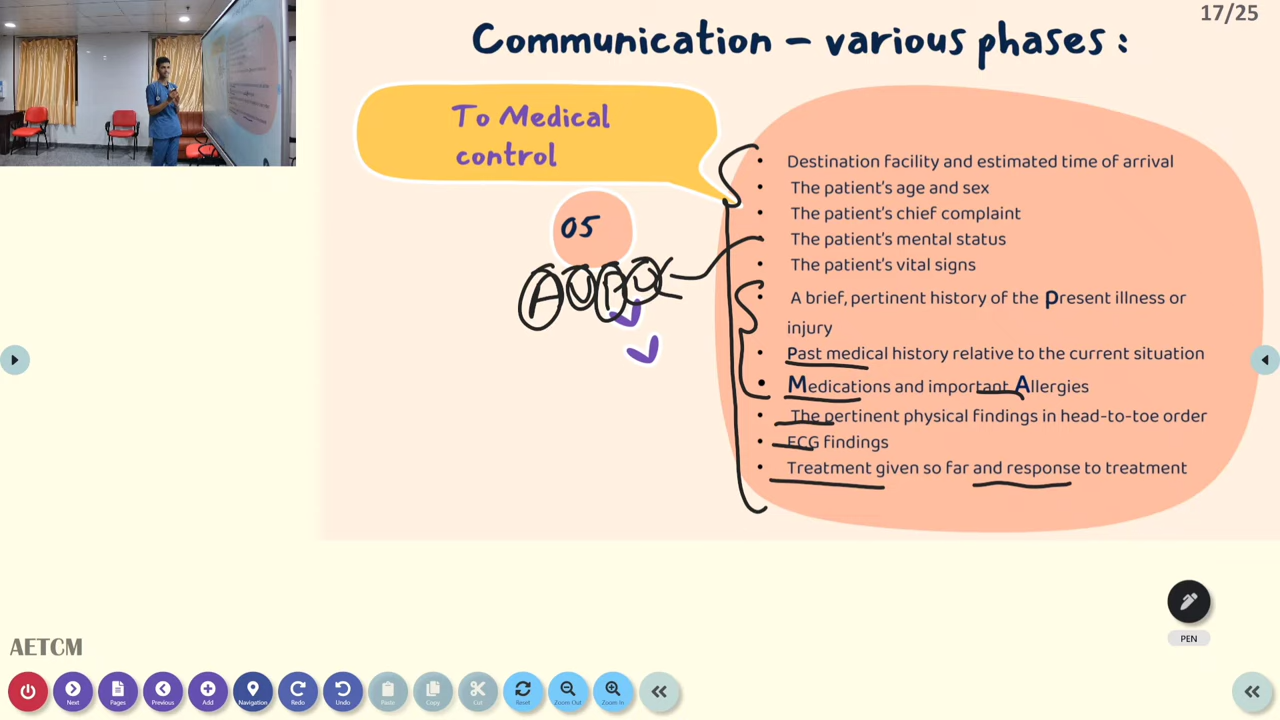 17/25
Communication – various phases :
To Medical
control
05
A V P U
• Destination facility and estimated time of arrival
• The patient's age and sex
• The patient's chief complaint
• The patient's mental status
• The patient's vital signs
• A brief, pertinent history of the Present illness or
injury
• Past medical history relative to the current situation
• Medications and important Allergies
• The pertinent physical findings in head-to-toe order
• ECG findings
• Treatment given so far and response to treatment
PEN
AETCM
Next
Pages
Previous
Add
Navigation
Redo
Undo
Paste
Copy
Cut
Reset
Zoom Out
Zoom In